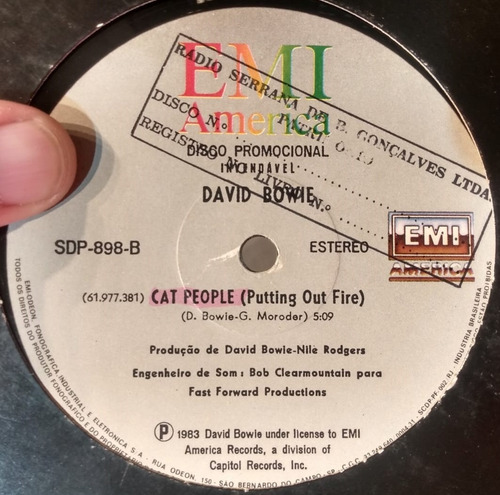 EMI
America
DISCO PROMOCIONAL
INVENDÁVEL
DAVID BOWIE
RÁDIO SERRANA DE B. GONÇALVES LTDA.
DISCO N.º
REGISTRO NO LIVRO N.º
SDP-898-B
ESTEREO
EMI
AMERICA
(61.977.381) CAT PEOPLE (Putting Out Fire)
(D. Bowie-G. Moroder) 5:09
Produção de David Bowie-Nile Rodgers
Engenheiro de Som: Bob Clearmountain para
Fast Forward Productions
Ⓟ 1983 David Bowie under license to EMI
America Records, a division of
Capitol Records, Inc.
EMI-ODEON, FONOGRÁFICA, INDUSTRIAL E ELETRÔNICA S.A.
TODOS OS DIREITOS DO PRODUTOR FONOGRÁFICO E DO PROPRIETÁRIO
RUA ODEON, 150 - SÃO BERNARDO DO CAMPO - SP - C.G.C.
INDÚSTRIA BRASILEIRA
PROIBIDAS